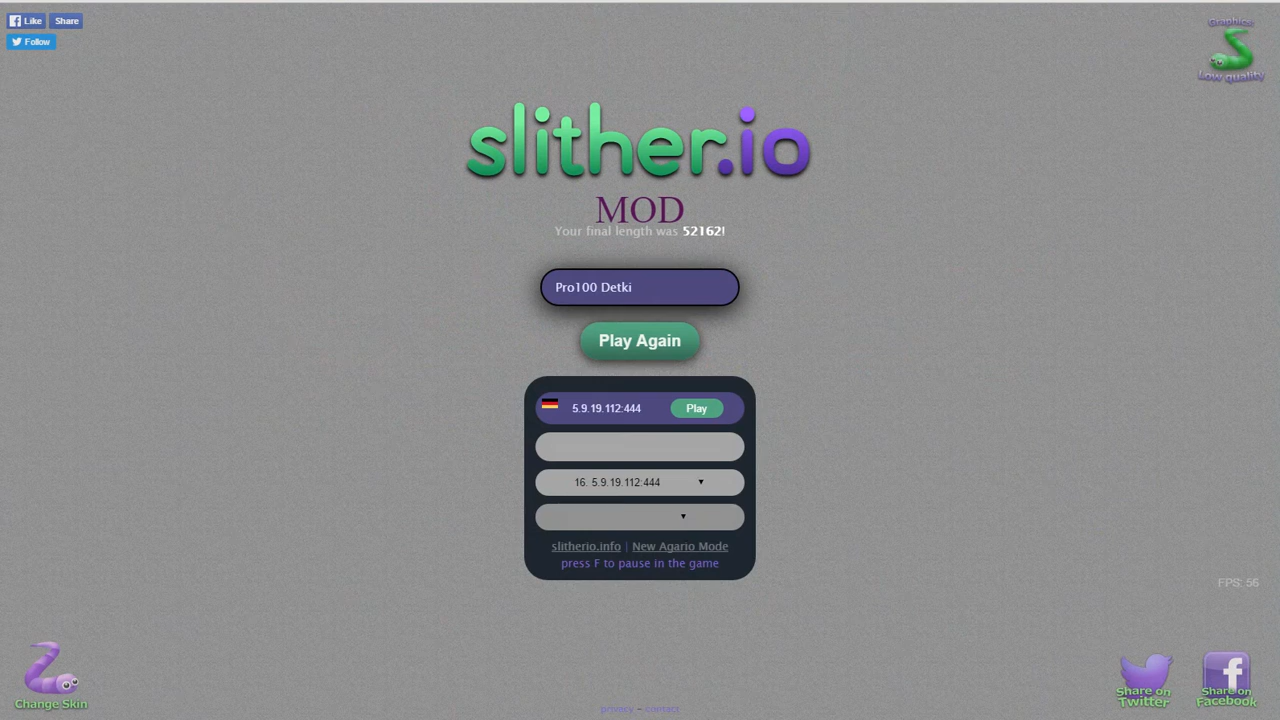 Like Share
Follow
Graphics:
Low quality
slither.io
MOD
Your final length was 52162!
Pro100 Detki
Play Again
5.9.19.112:444 Play
16. 5.9.19.112:444 ▼
▼
slitherio.info | New Agario Mode
press F to pause in the game
FPS: 56
Change Skin
Share on
Twitter
Share on
Facebook
privacy - contact